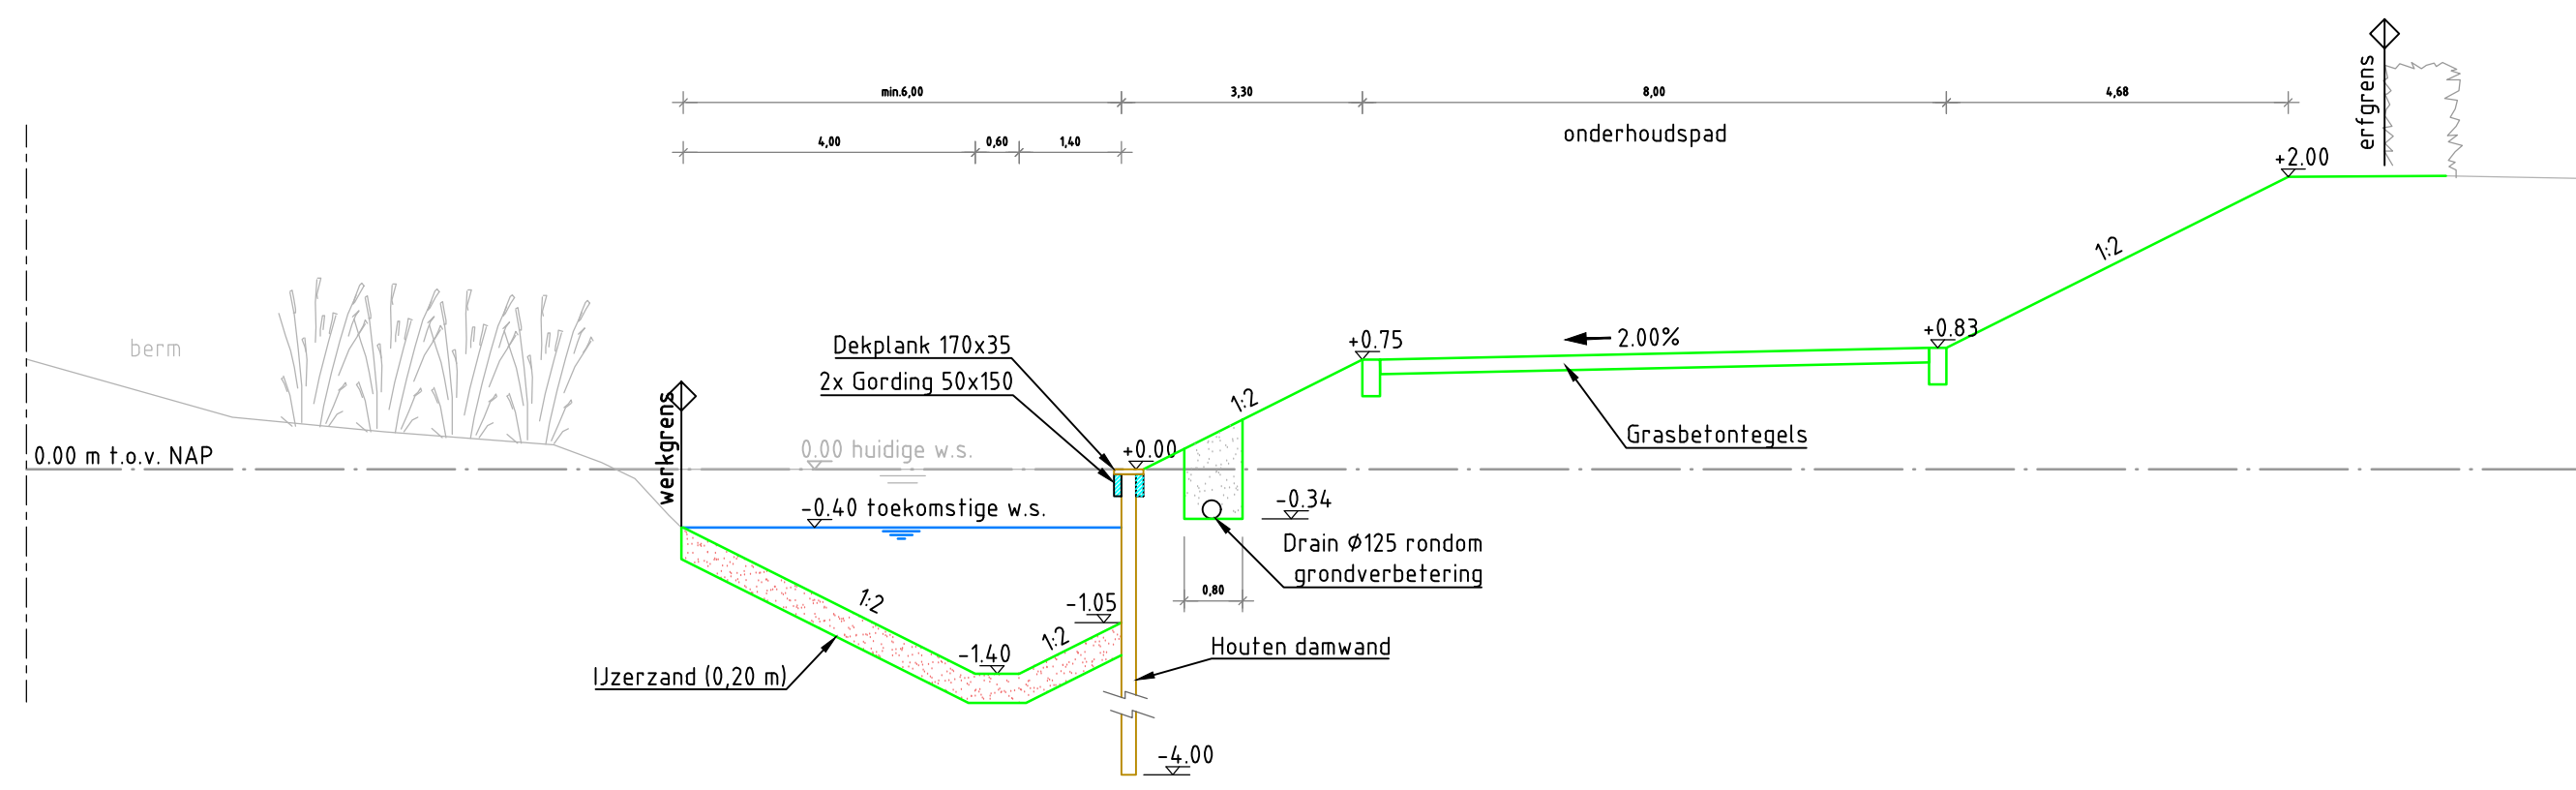 min.6,00
3,30
8,00
4,68
4,00
0,60
1,40
onderhoudspad
erfgrens
+2.00
1:2
berm
Dekplank 170x35
2x Gording 50x150
+0.75
2.00%
+0.83
1:2
Grasbetontegels
werkgrens
0.00 m t.o.v. NAP
0.00 huidige w.s.
+0.00
-0.40 toekomstige w.s.
-0.34
Drain Ø125 rondom
grondverbetering
0,80
1:2
-1.05
1:2
-1.40
Houten damwand
IJzerzand (0,20 m)
-4.00